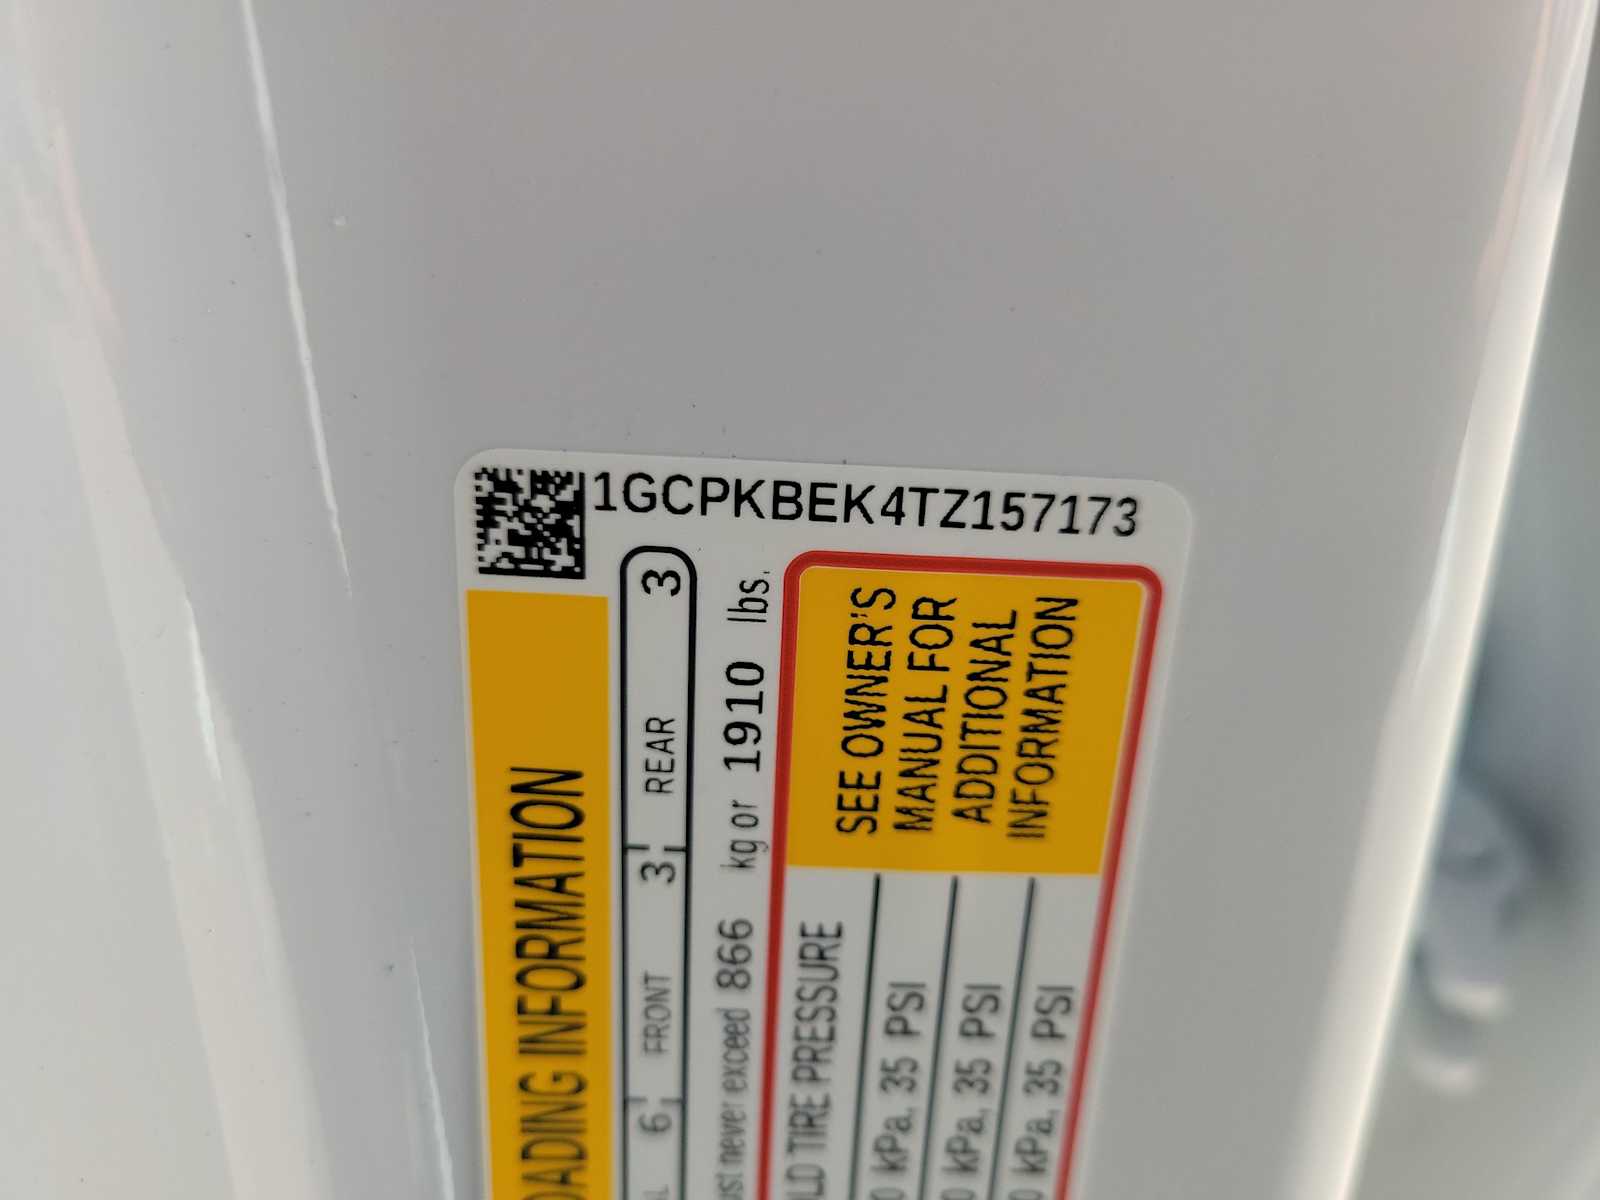 1GCPKBEK4TZ157173
OADING INFORMATION
6 FRONT 3 REAR 3
never exceed 866 kg or 1910 lbs.
TIRE PRESSURE
SEE OWNER'S
MANUAL FOR
ADDITIONAL
INFORMATION
kPa, 35 PSI
kPa, 35 PSI
kPa, 35 PSI